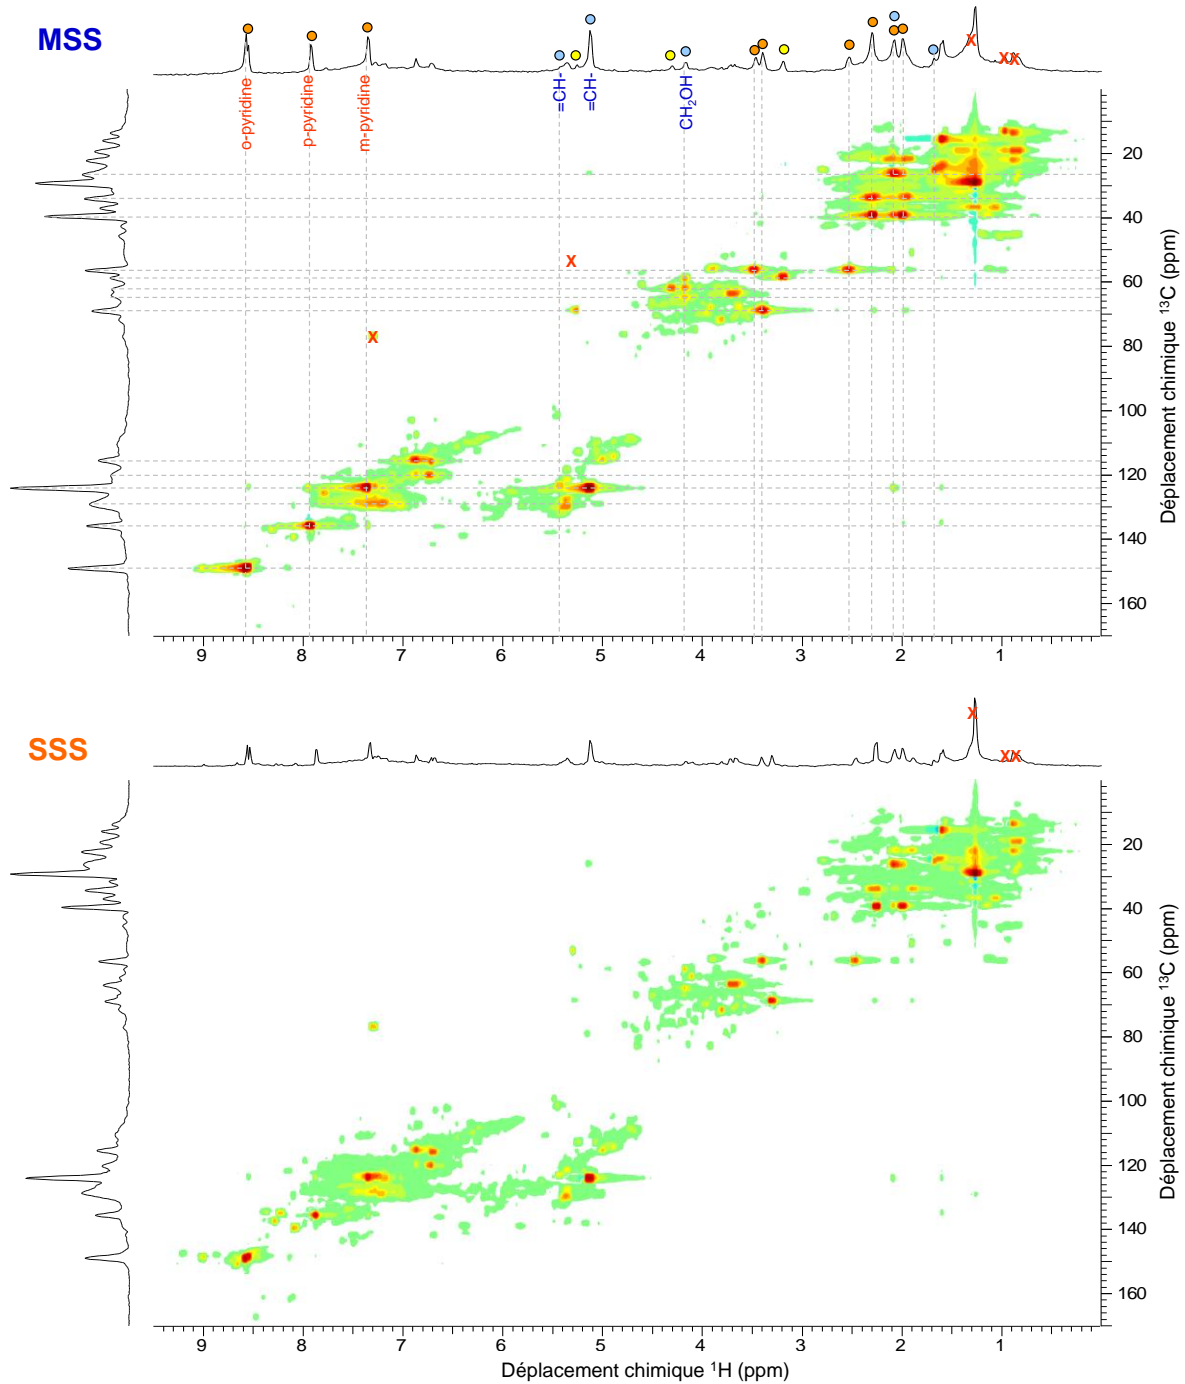 MSS
X
X X
o-pyridine
p-pyridine
m-pyridine
=CH-
=CH-
CH₂OH
X
X
20
40
60
80
100
120
140
160
Déplacement chimique ¹³C (ppm)
9 8 7 6 5 4 3 2 1
SSS
X
X X
20
40
60
80
100
120
140
160
Déplacement chimique ¹³C (ppm)
9 8 7 6 5 4 3 2 1
Déplacement chimique ¹H (ppm)